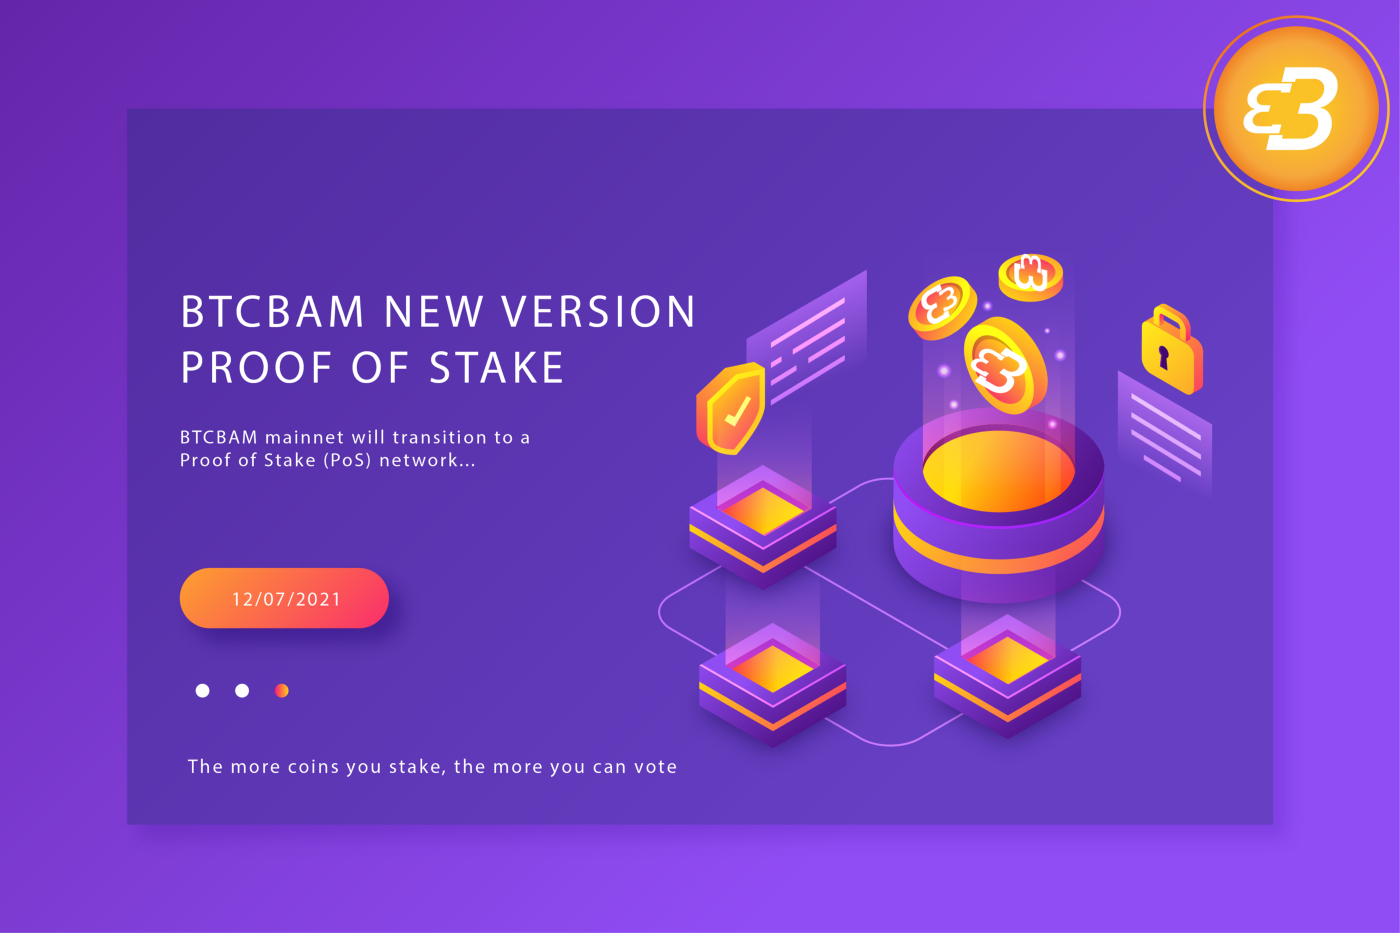 BTCBAM NEW VERSION
PROOF OF STAKE
BTCBAM mainnet will transition to a
Proof of Stake (PoS) network...
12/07/2021
The more coins you stake, the more you can vote